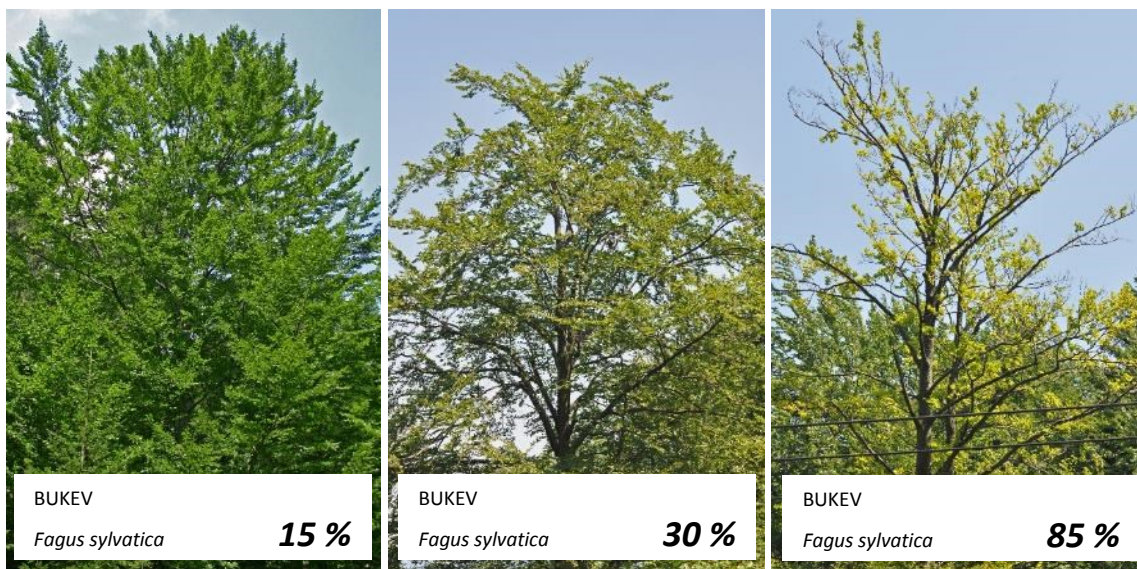 BUKEV
Fagus sylvatica 15 %
BUKEV
Fagus sylvatica 30 %
BUKEV
Fagus sylvatica 85 %